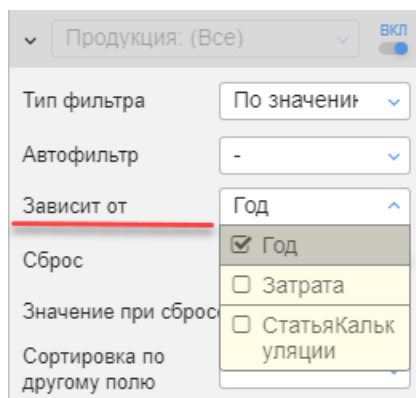 Продукция: (Все)
ВКЛ
Тип фильтра
По значени
Автофильтр
-
Зависит от
Год
Год
Сброс
Затрата
Значение при сбросе
СтатьяКальк
уляции
Сортировка по
другому полю